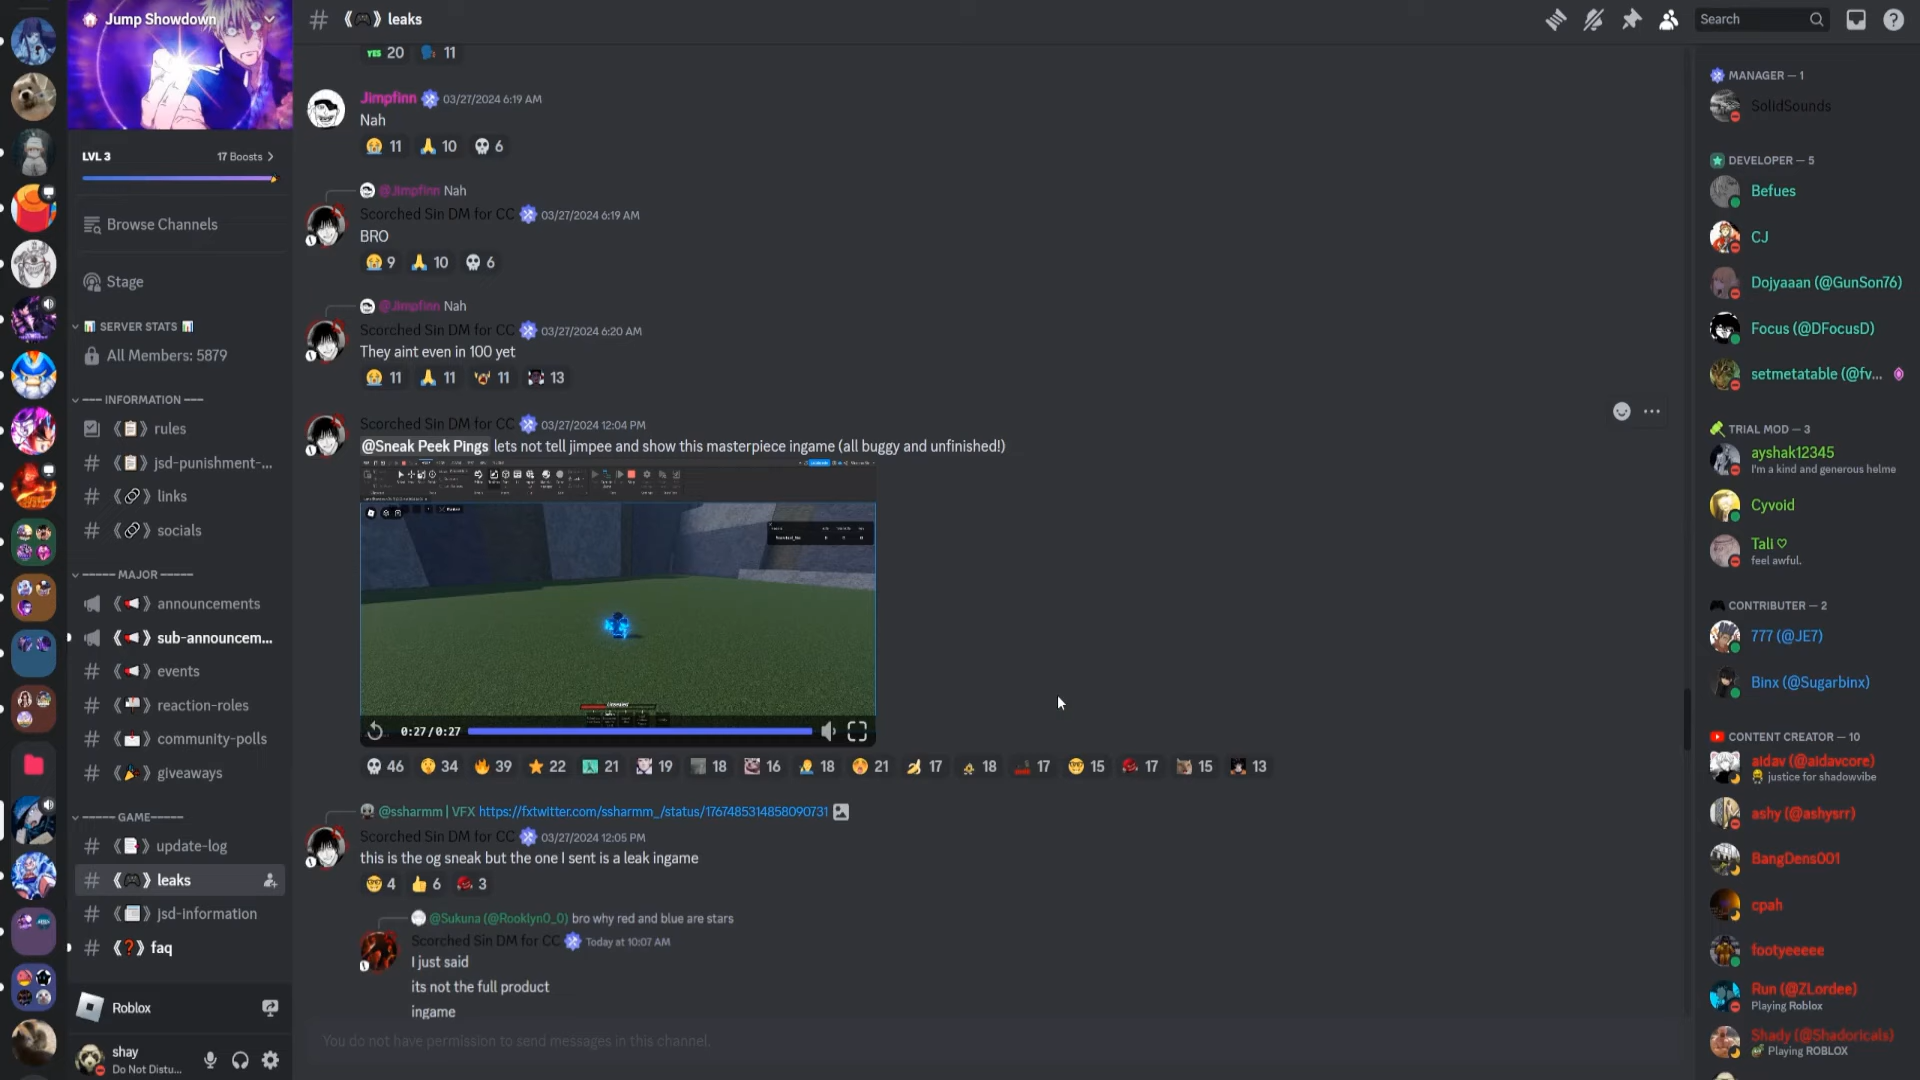 Jump Showdown
LVL 3
17 Boosts
Browse Channels
Stage
SERVER STATS
All Members: 5879
--- INFORMATION ---
rules
jsd-punishment-...
links
socials
----- MAJOR -----
announcements
sub-announcem...
events
reaction-roles
community-polls
giveaways
----- GAME-----
update-log
leaks
jsd-information
faq
Roblox
shay
Do Not Distu...
leaks
YES 20 11
Jimpfinn 03/27/2024 6:19 AM
Nah
11 10 6
@Jimpfinn Nah
Scorched Sin DM for CC 03/27/2024 6:19 AM
BRO
9 10 6
@Jimpfinn Nah
Scorched Sin DM for CC 03/27/2024 6:20 AM
They aint even in 100 yet
11 11 11 13
Scorched Sin DM for CC 03/27/2024 12:04 PM
@Sneak Peek Pings lets not tell jimpee and show this masterpiece ingame (all buggy and unfinished!)
0:27/0:27
46 34 39 22 21 19 18 16 18 21 17 18 17 15 17 15 13
@ssharmm | VFX https://fxtwitter.com/ssharmm_/status/1767485314858090731
Scorched Sin DM for CC 03/27/2024 12:05 PM
this is the og sneak but the one I sent is a leak ingame
4 6 3
@Sukuna (@Rooklyn0_0) bro why red and blue are stars
Scorched Sin DM for CC Today at 10:07 AM
I just said
its not the full product
ingame
You do not have permission to send messages in this channel.
Search
MANAGER — 1
SolidSounds
DEVELOPER — 5
Befues
CJ
Dojyaaan (@GunSon76)
Focus (@DFocusD)
setmetatable (@fv...
TRIAL MOD — 3
ayshak12345
I'm a kind and generous helme
Cyvoid
Tali ♡
feel awful.
CONTRIBUTER — 2
777 (@JE7)
Binx (@Sugarbinx)
CONTENT CREATOR — 10
aidav (@aidavcore)
justice for shadowvibe
ashy (@ashysrr)
BangDens001
cpah
footyeeeee
Run (@ZLordee)
Playing Roblox
Shady (@Shadoricals)
Playing ROBLOX